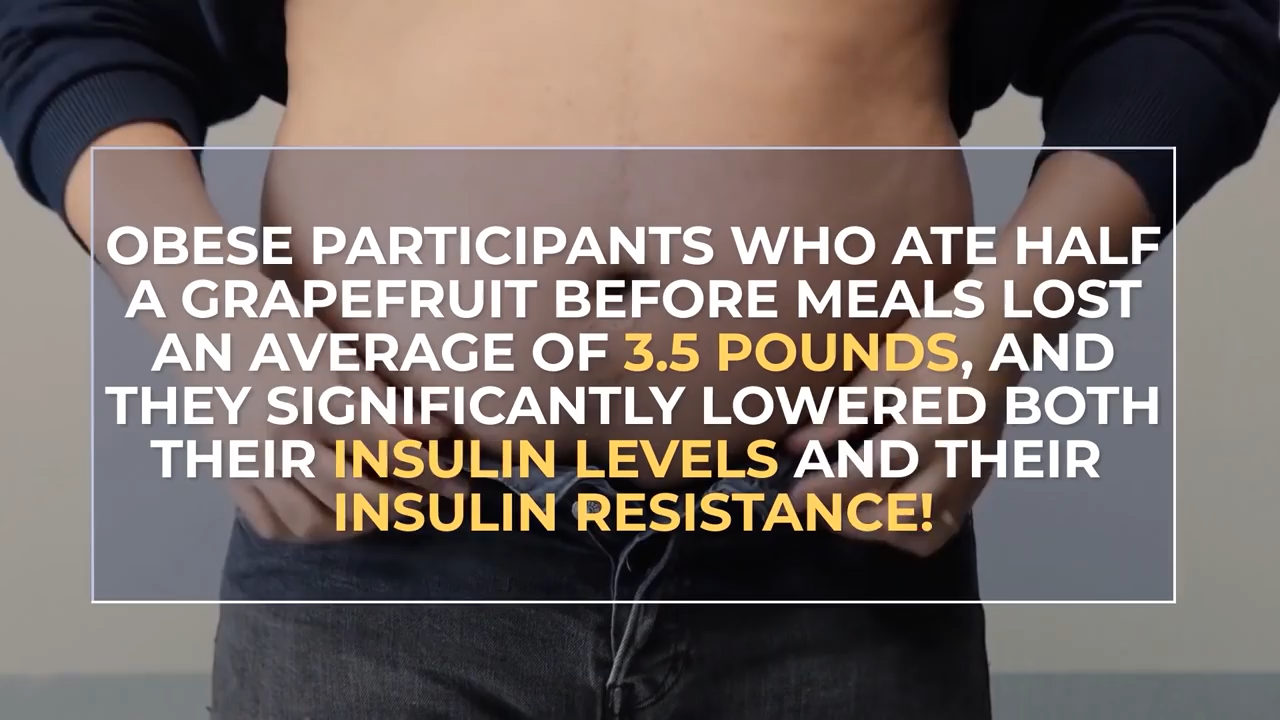 OBESE PARTICIPANTS WHO ATE HALF
A GRAPEFRUIT BEFORE MEALS LOST
AN AVERAGE OF 3.5 POUNDS, AND
THEY SIGNIFICANTLY LOWERED BOTH
THEIR INSULIN LEVELS AND THEIR
INSULIN RESISTANCE!